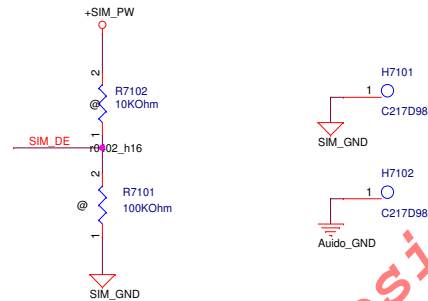 +SIM_PW
2
R7102
@
10KOhm
1
SIM_DE
r0402_h16
2
R7101
@
100KOhm
1
SIM_GND
H7101
1
C217D98
SIM_GND
H7102
1
C217D98
Auido_GND